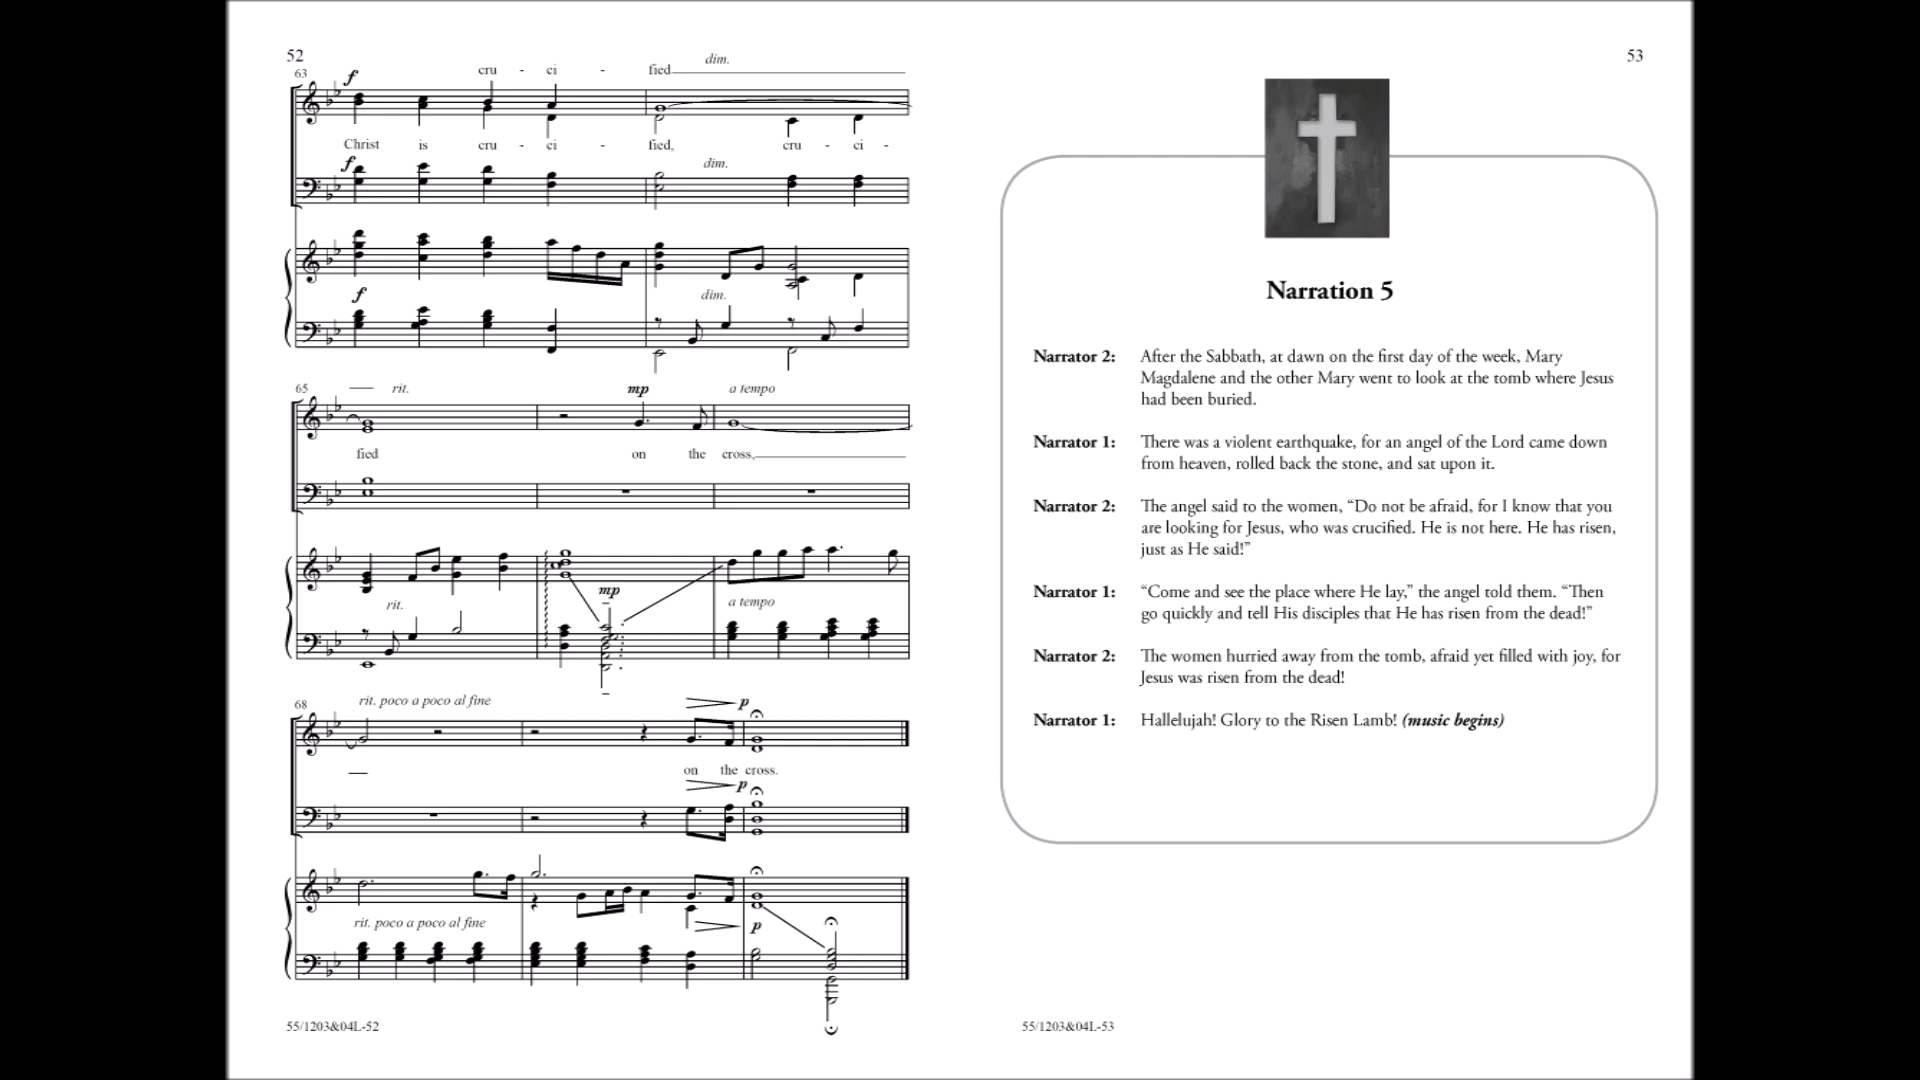 52
63
f
cru - ci - fied
dim.
Christ is cru - ci - fied, cru - ci -
f
dim.
f
dim.
65
rit.
mp
a tempo
fied on the cross,
mp
rit.
a tempo
68
rit. poco a poco al fine
p
on the cross.
p
rit. poco a poco al fine
p
55/1203&04L-52
53
Narration 5
Narrator 2: After the Sabbath, at dawn on the first day of the week, Mary
Magdalene and the other Mary went to look at the tomb where Jesus
had been buried.
Narrator 1: There was a violent earthquake, for an angel of the Lord came down
from heaven, rolled back the stone, and sat upon it.
Narrator 2: The angel said to the women, “Do not be afraid, for I know that you
are looking for Jesus, who was crucified. He is not here. He has risen,
just as He said!”
Narrator 1: “Come and see the place where He lay,” the angel told them. “Then
go quickly and tell His disciples that He has risen from the dead!”
Narrator 2: The women hurried away from the tomb, afraid yet filled with joy, for
Jesus was risen from the dead!
Narrator 1: Hallelujah! Glory to the Risen Lamb! (music begins)
55/1203&04L-53